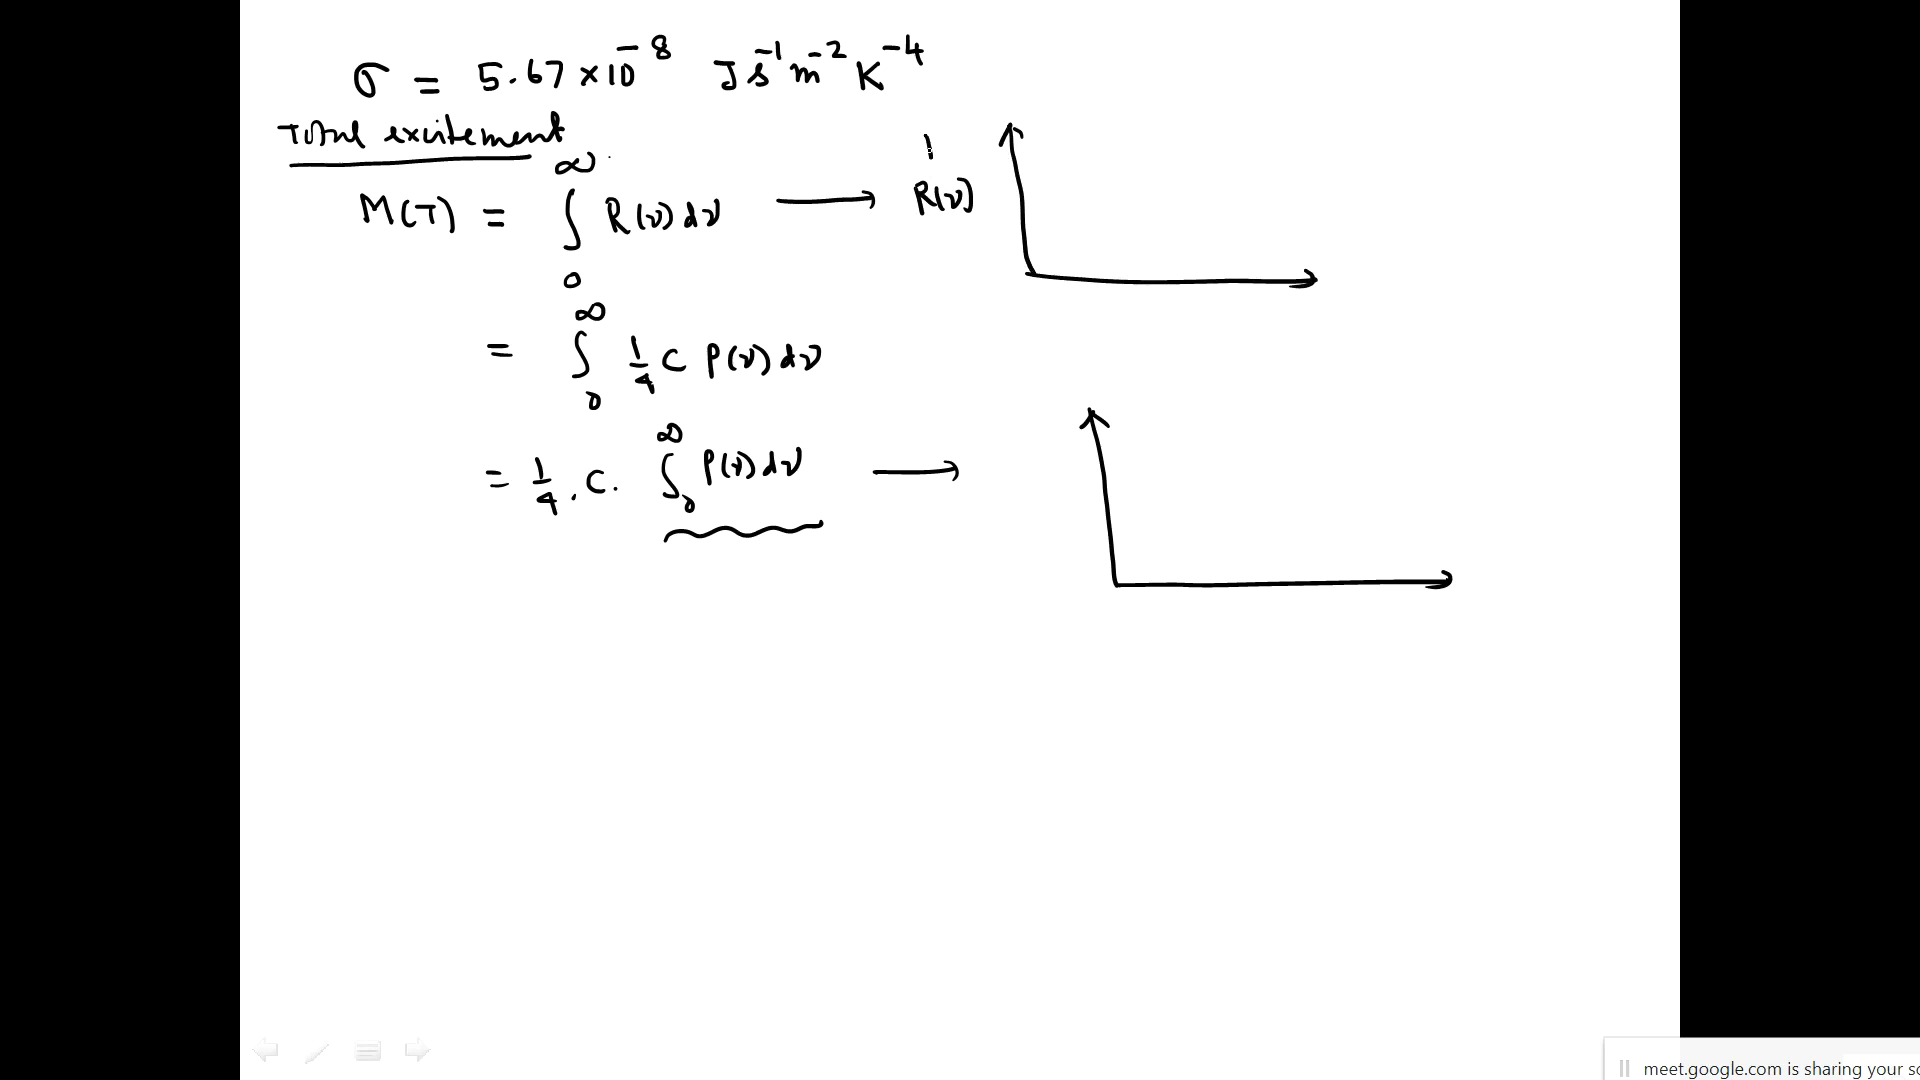 σ = 5.67 × 10⁻⁸ J s⁻¹ m⁻² K⁻⁴
Total excitement
M(T) = ∫₀^∞ R(ν) dν ⟶ R(ν)
= ∫₀^∞ 1/4 C ρ(ν) dν
= 1/4 . C. ∫₀^∞ ρ(ν) dν ⟶
meet.google.com is sharing your sc